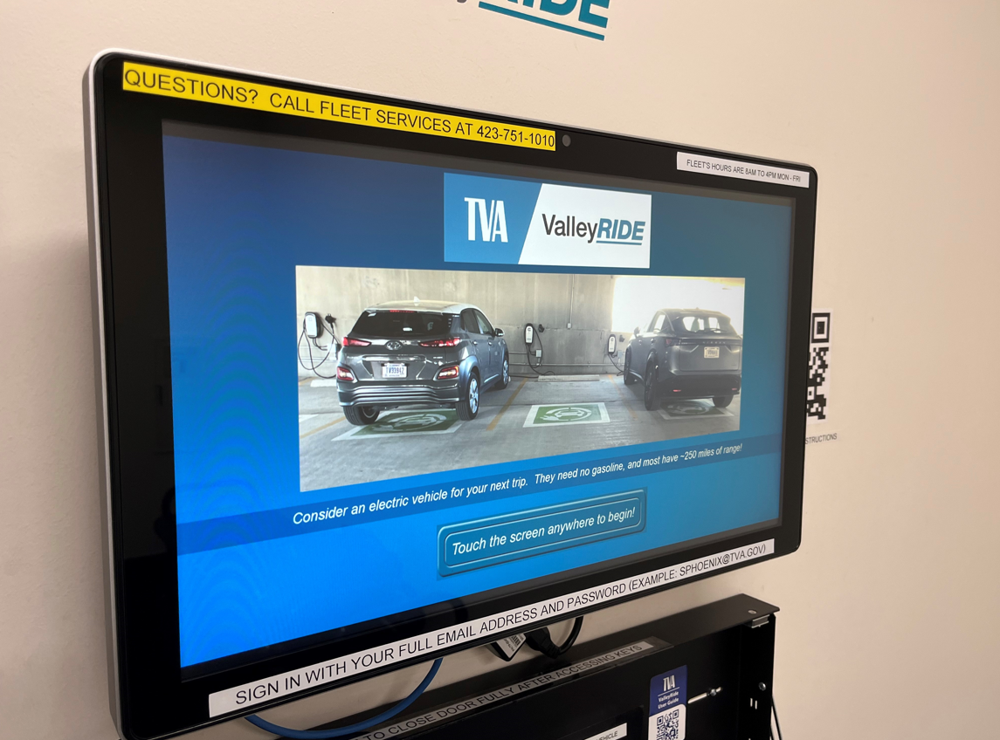 RIDE
QUESTIONS? CALL FLEET SERVICES AT 423-751-1010
FLEET'S HOURS ARE 8AM TO 4PM MON - FRI
TVA ValleyRIDE
Consider an electric vehicle for your next trip. They need no gasoline, and most have ~250 miles of range!
Touch the screen anywhere to begin!
STRUCTIONS
SIGN IN WITH YOUR FULL EMAIL ADDRESS AND PASSWORD (EXAMPLE: SPHOENIX@TVA.GOV)
TO CLOSE DOOR FULLY AFTER ACCESSING KEYS
TVA
ValleyRide
User Guide
VEHICLE